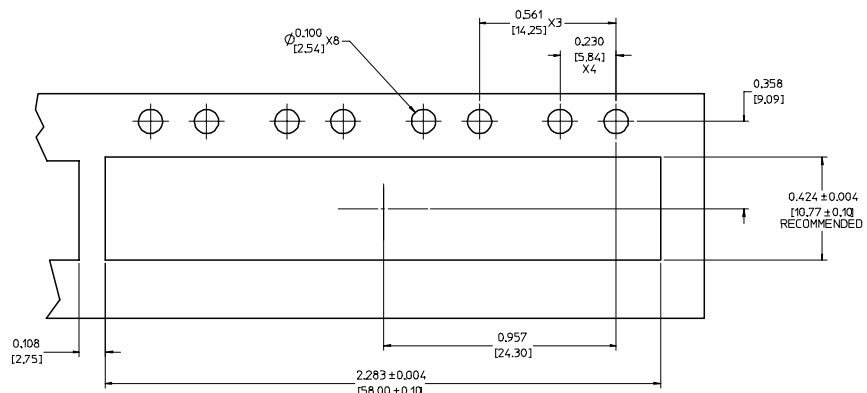 0.561
[14.25] X3
Ø 0.100
[2.54] X8
0.230
[5.84]
X4
0.358
[9.09]
0.424 ±0.004
[10.77 ±0.10]
RECOMMENDED
0.108
[2.75]
0.957
[24.30]
2.283 ±0.004
[58.00 ±0.10]